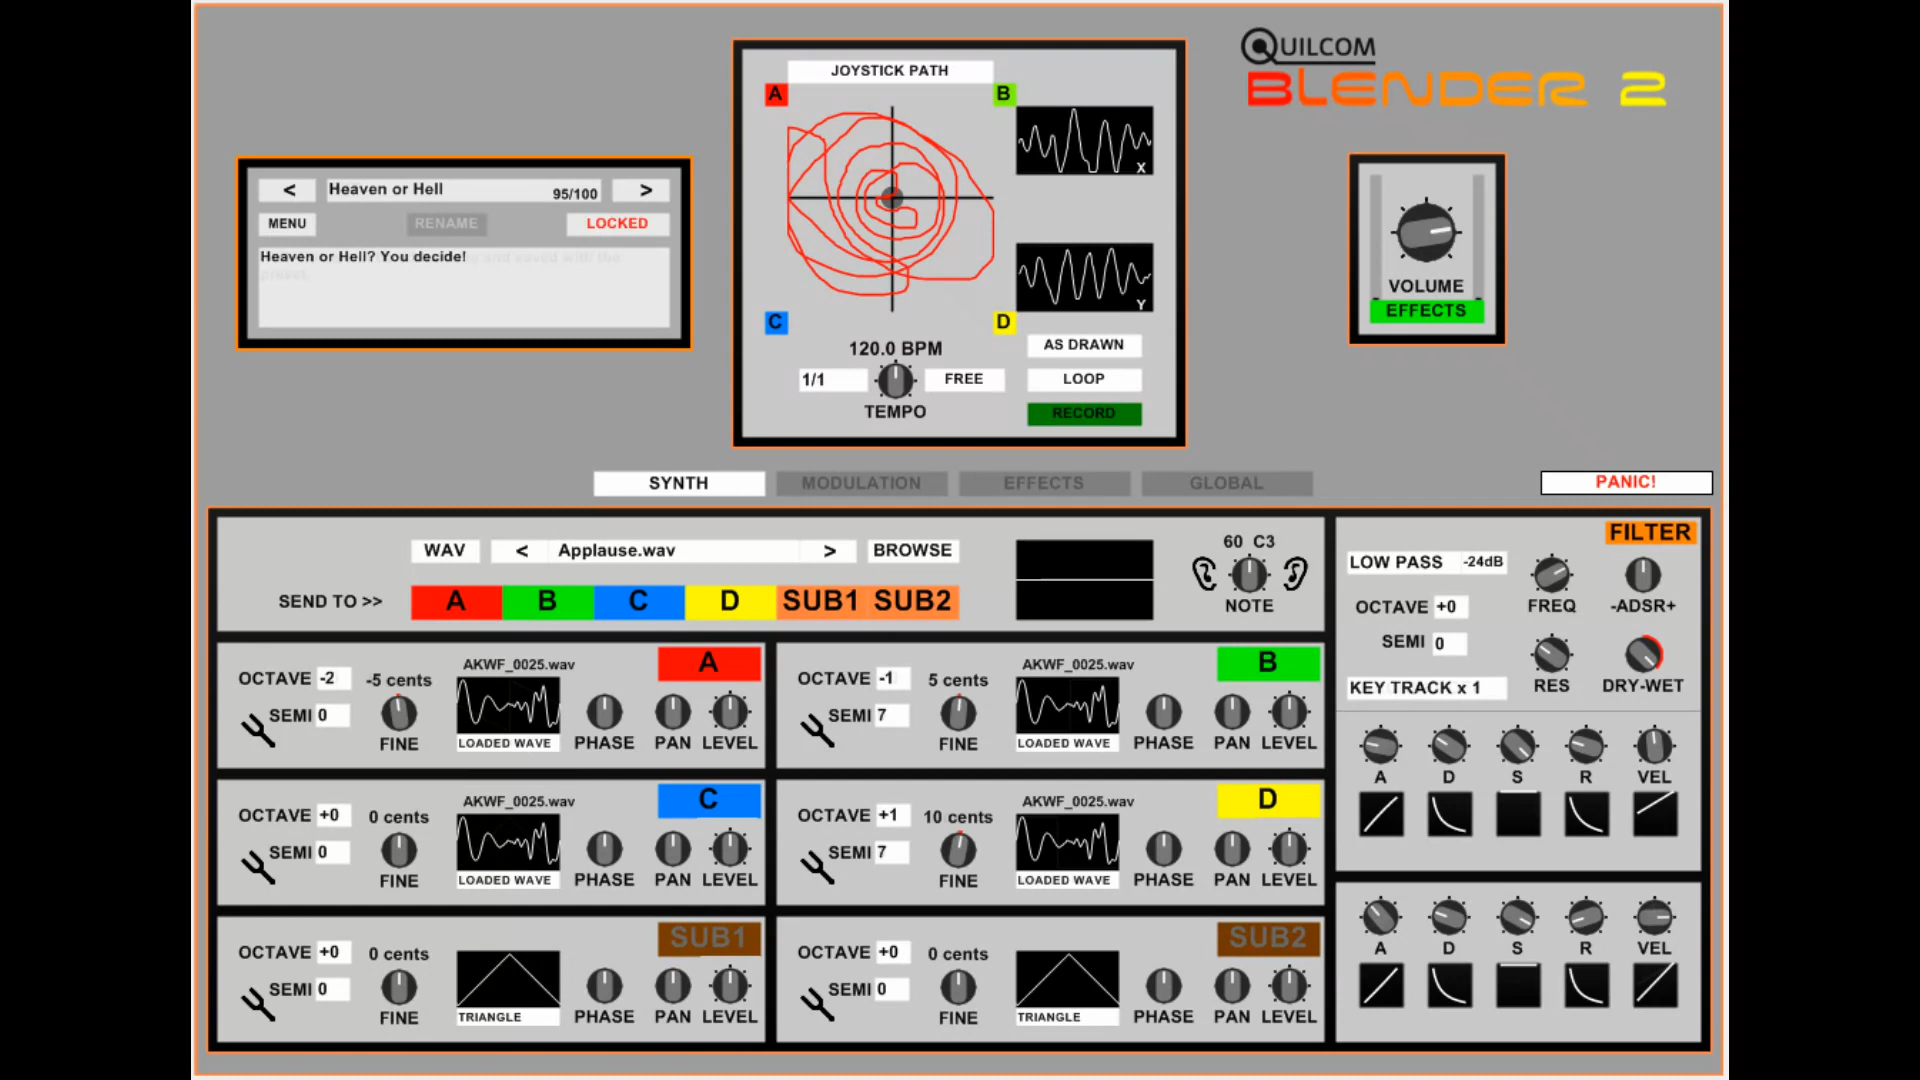 QUILCOM
BLENDER 2
JOYSTICK PATH
A
B
X
Y
C
D
120.0 BPM
1/1
FREE
TEMPO
AS DRAWN
LOOP
RECORD
< Heaven or Hell 95/100 >
MENU RENAME LOCKED
Heaven or Hell? You decide!
and saved with the
preset.
VOLUME
EFFECTS
SYNTH MODULATION EFFECTS GLOBAL PANIC!
WAV < Applause.wav > BROWSE
SEND TO >> A B C D SUB1 SUB2
60 C3
NOTE
OCTAVE -2 -5 cents AKWF_0025.wav A
SEMI 0
FINE LOADED WAVE PHASE PAN LEVEL
OCTAVE -1 5 cents AKWF_0025.wav B
SEMI 7
FINE LOADED WAVE PHASE PAN LEVEL
OCTAVE +0 0 cents AKWF_0025.wav C
SEMI 0
FINE LOADED WAVE PHASE PAN LEVEL
OCTAVE +1 10 cents AKWF_0025.wav D
SEMI 7
FINE LOADED WAVE PHASE PAN LEVEL
OCTAVE +0 0 cents SUB1
SEMI 0
FINE TRIANGLE PHASE PAN LEVEL
OCTAVE +0 0 cents SUB2
SEMI 0
FINE TRIANGLE PHASE PAN LEVEL
FILTER
LOW PASS -24dB
OCTAVE +0 FREQ -ADSR+
SEMI 0
KEY TRACK x 1 RES DRY-WET
A D S R VEL
A D S R VEL